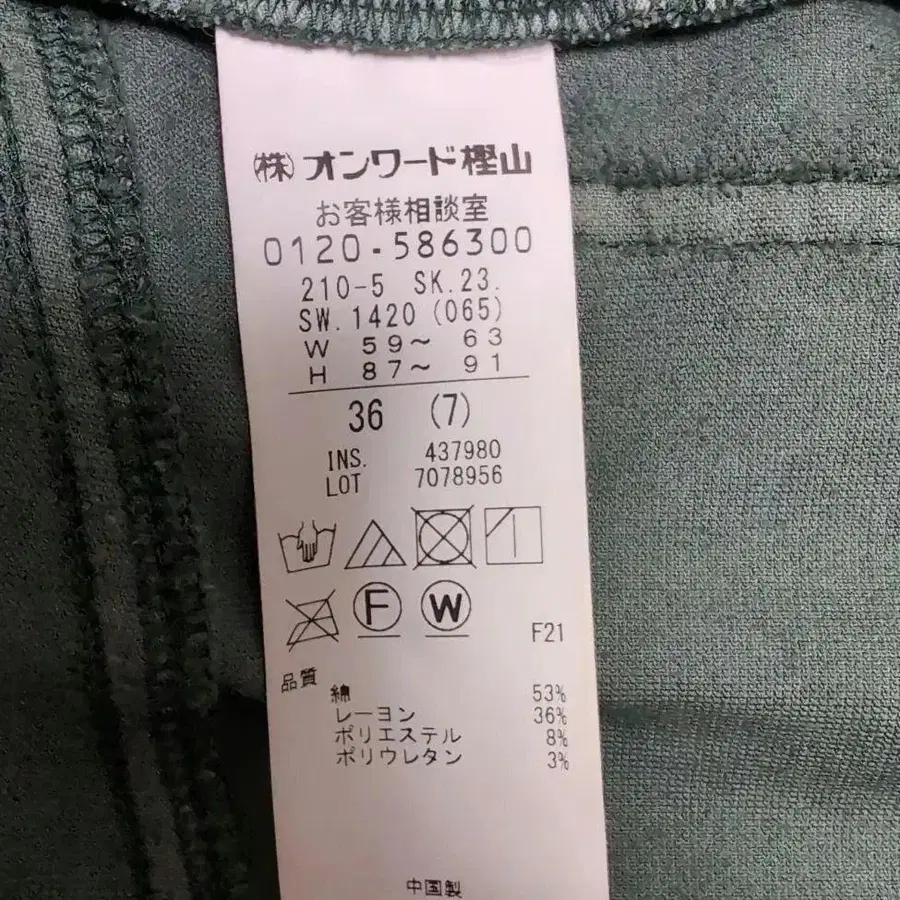 ㈱オンワード樫山
お客様相談室
0120-586300
210-5 SK.23.
SW.1420 (065)
W 59～ 63
H 87～ 91
36 (7)
INS. 437980
LOT 7078956
F W
F21
品質
綿 53%
レーヨン 36%
ポリエステル 8%
ポリウレタン 3%
中国製